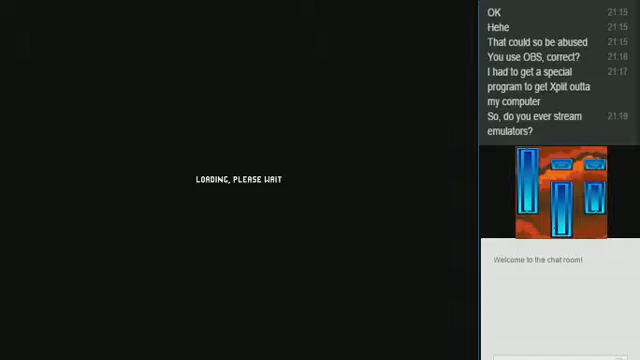 OK 21:15
Hehe 21:15
That could so be abused 21:15
You use OBS, correct? 21:16
I had to get a special 21:17
program to get Xplit outta
my computer
So, do you ever stream 21:19
emulators?
LOADING, PLEASE WAIT
Welcome to the chat room!